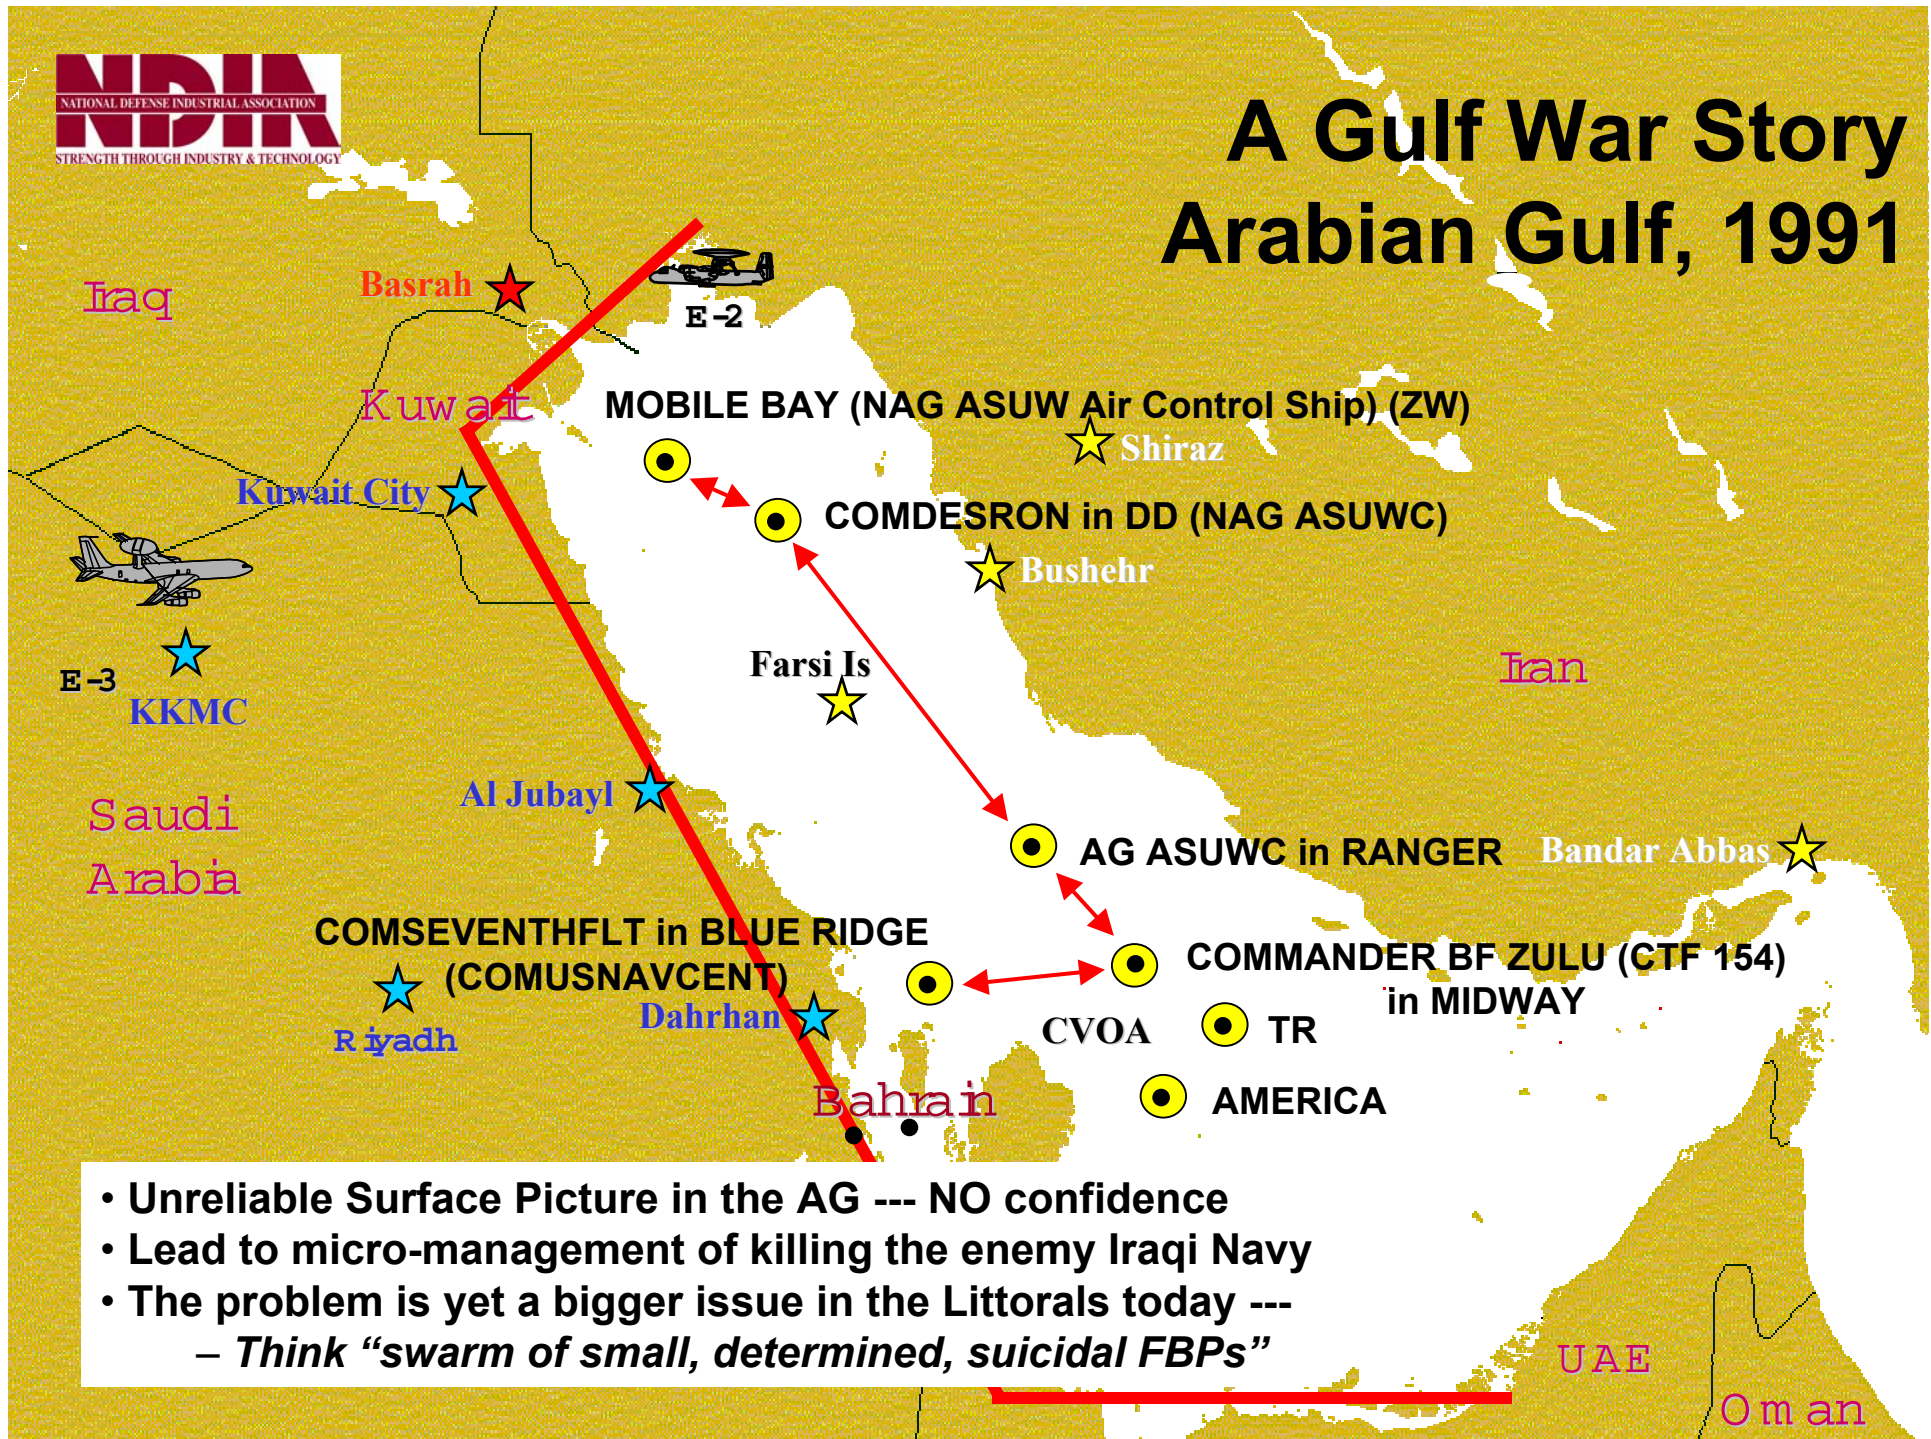 NDIA
NATIONAL DEFENSE INDUSTRIAL ASSOCIATION
STRENGTH THROUGH INDUSTRY & TECHNOLOGY
A Gulf War Story
Arabian Gulf, 1991
Iraq
Basrah
E-2
Kuwait
MOBILE BAY (NAG ASUW Air Control Ship) (ZW)
Shiraz
Kuwait City
COMDESRON in DD (NAG ASUWC)
Bushehr
Farsi Is
Iran
E-3
KKMC
Al Jubayl
Saudi
Arabia
AG ASUWC in RANGER
Bandar Abbas
COMSEVENTHFLT in BLUE RIDGE
(COMUSNAVCENT)
COMMANDER BF ZULU (CTF 154)
in MIDWAY
Riyadh
Dahrhan
CVOA
TR
Bahrain
AMERICA
• Unreliable Surface Picture in the AG --- NO confidence
• Lead to micro-management of killing the enemy Iraqi Navy
• The problem is yet a bigger issue in the Littorals today ---
– Think “swarm of small, determined, suicidal FBPs”
UAE
Oman